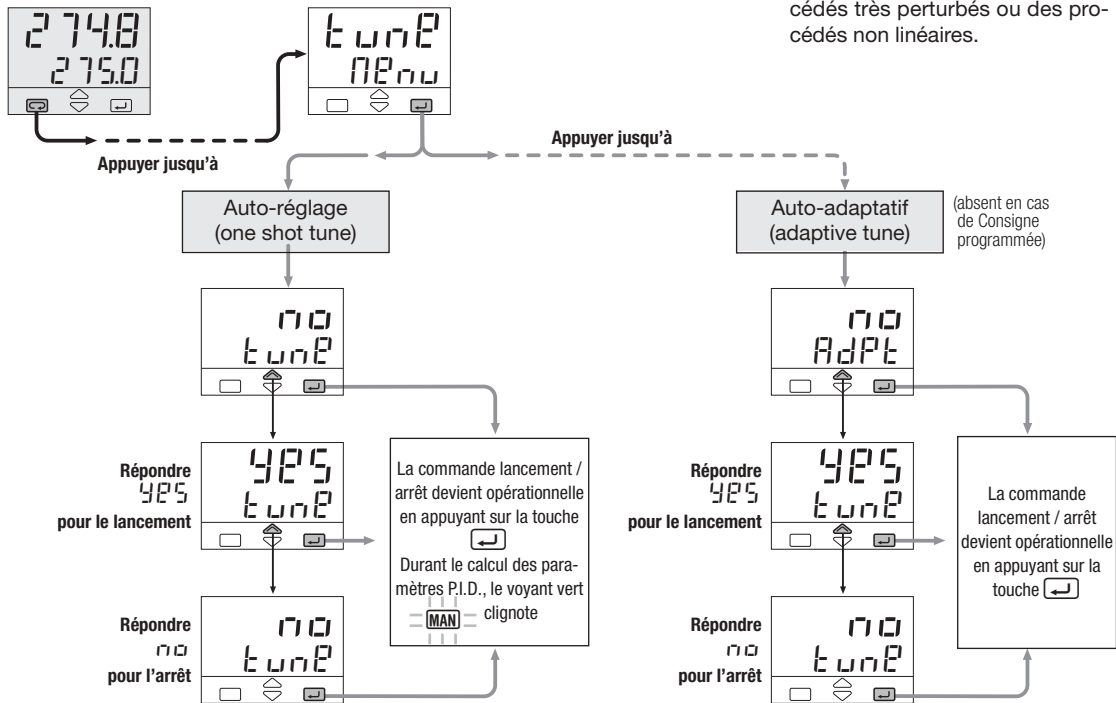 cédés très perturbés ou des pro-
cédés non linéaires.
274.8
275.0
tunE
MEnu
Appuyer jusqu'à
Appuyer jusqu'à
Auto-réglage
(one shot tune)
Auto-adaptatif
(adaptive tune)
(absent en cas
de Consigne
programmée)
no
tunE
no
AdPt
Répondre
YES
pour le lancement
YES
tunE
La commande lancement /
arrêt devient opérationnelle
en appuyant sur la touche
Durant le calcul des para-
mètres P.I.D., le voyant vert
MAN clignote
Répondre
no
pour l'arrêt
no
tunE
Répondre
YES
pour le lancement
YES
tunE
La commande
lancement / arrêt
devient opérationnelle
en appuyant sur la
touche
Répondre
no
pour l'arrêt
no
tunE